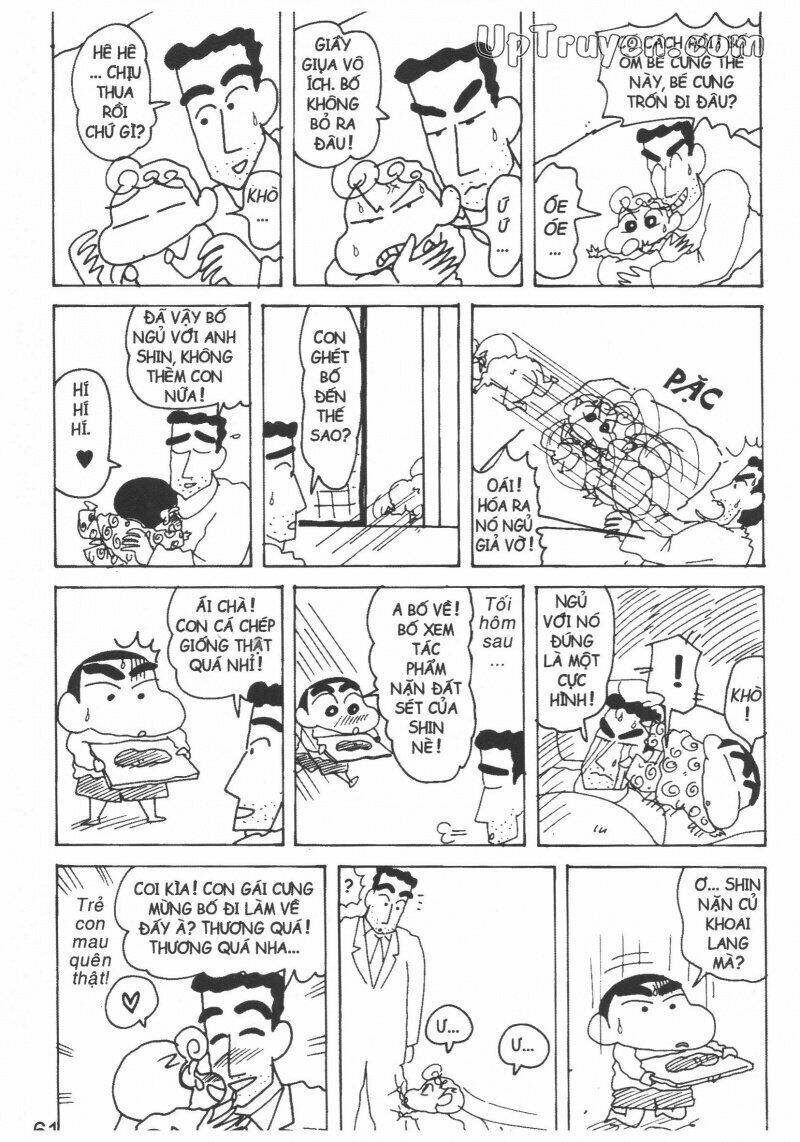 UpTruyen.com
CÁCH
ÔM BÉ CƯNG THẾ
NÀY, BÉ CƯNG
TRỐN ĐI ĐÂU?
ÓE
ÓE
...
GIÃY
GIỤA VÔ
ÍCH. BỐ
KHÔNG
BỎ RA
ĐÂU!
Ứ
Ứ
...
HÊ HÊ
... CHỊU
THUA
RỒI
CHỨ GÌ?
KHÒ
...
PẶC
OÁI!
HÓA RA
NÓ NGỦ
GIẢ VỜ!
CON
GHÉT
BỐ
ĐẾN
THẾ
SAO?
ĐÃ VẬY BỐ
NGỦ VỚI ANH
SHIN, KHÔNG
THÈM CON
NỮA!
HÍ
HÍ
HÍ.
♥
KHÒ
!
!
NGỦ
VỚI NÓ
ĐÚNG
LÀ MỘT
CỰC
HÌNH!
Tối
hôm
sau
...
A BỐ VỀ!
BỐ XEM
TÁC
PHẨM
NẶN ĐẤT
SÉT CỦA
SHIN
NÈ!
ÁI CHÀ!
CON CÁ CHÉP
GIỐNG THẬT
QUÁ NHỈ!
Ơ... SHIN
NẶN CỦ
KHOAI
LANG
MÀ?
?
Ư...
Ư...
COI KÌA! CON GÁI CƯNG
MỪNG BỐ ĐI LÀM VỀ
ĐẤY À? THƯƠNG QUÁ!
THƯƠNG QUÁ NHA...
Trẻ
con
mau
quên
thật!
♥
61